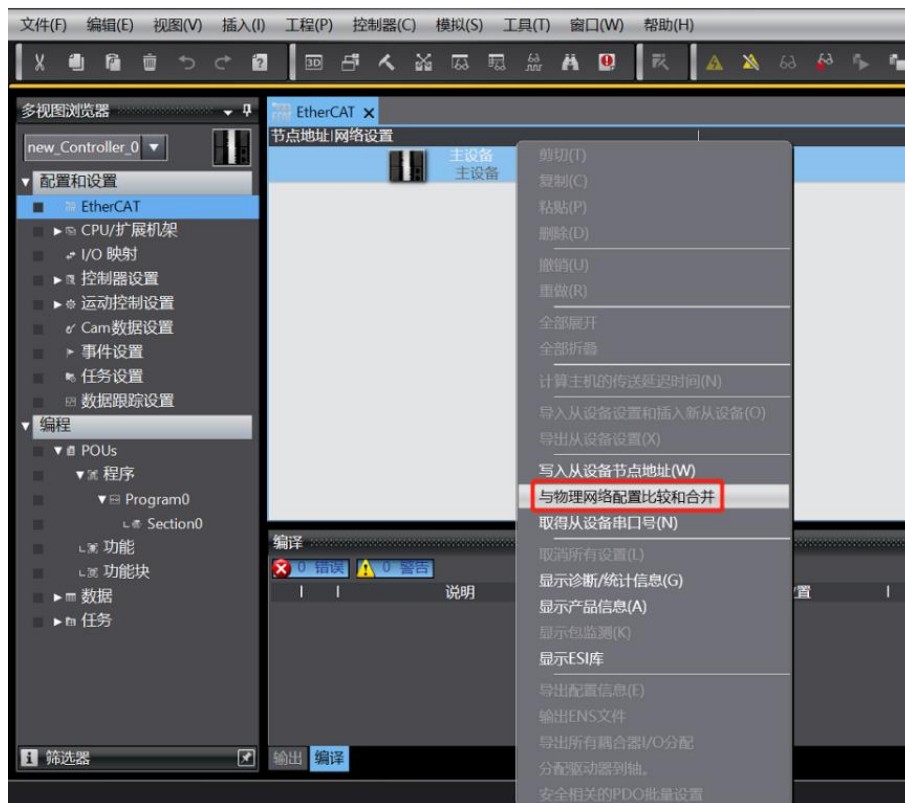 文件(F) 编辑(E) 视图(V) 插入(I) 工程(P) 控制器(C) 模拟(S) 工具(T) 窗口(W) 帮助(H)
3D
多视图浏览器
new_Controller_0
配置和设置
EtherCAT
CPU/扩展机架
I/O 映射
控制器设置
运动控制设置
Cam数据设置
事件设置
任务设置
数据跟踪设置
编程
POUs
程序
Program0
Section0
功能
功能块
数据
任务
筛选器
EtherCAT
节点地址|网络设置
主设备
主设备
剪切(T)
复制(C)
粘贴(P)
删除(D)
撤销(U)
重做(R)
全部展开
全部折叠
计算主机的传送延迟时间(N)
导入从设备设置和插入新从设备(O)
导出从设备设置(X)
写入从设备节点地址(W)
与物理网络配置比较和合并
取得从设备串口号(N)
取消所有设置(L)
显示诊断/统计信息(G)
显示产品信息(A)
显示包监测(K)
显示ESI库
导出配置信息(E)
输出ENS文件
导出所有耦合器I/O分配
分配驱动器到轴。
安全相关的PDO批量设置
编译
0 错误 0 警告
说明
置
输出 编译